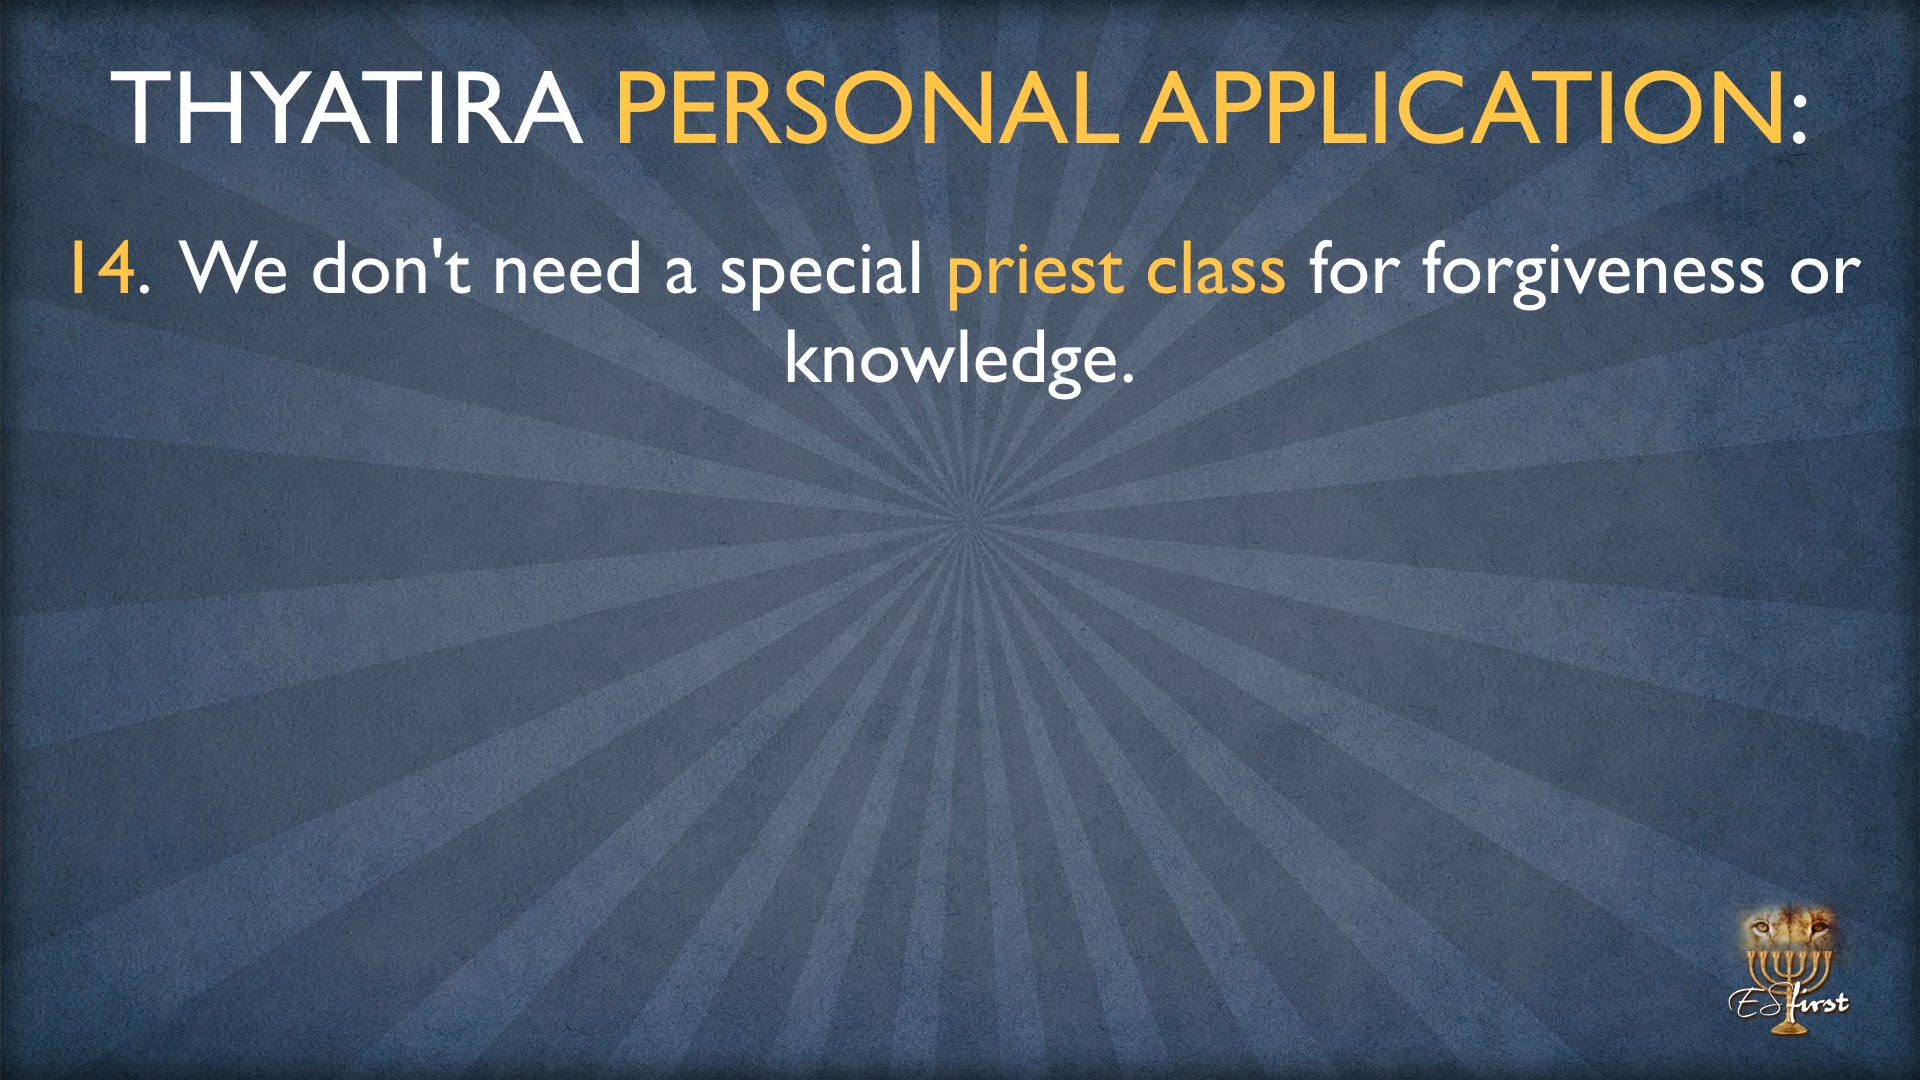 THYATIRA PERSONAL APPLICATION:
14. We don't need a special priest class for forgiveness or
knowledge.
ESfirst